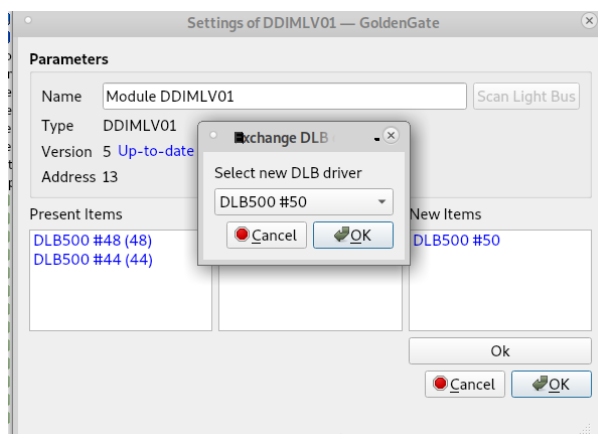 Settings of DDIMLV01 — GoldenGate
Parameters
Name Module DDIMLV01 Scan Light Bus
Type DDIMLV01
Version 5 Up-to-date
Address 13
Exchange DLB
Select new DLB driver
DLB500 #50
Cancel OK
Present Items New Items
DLB500 #48 (48) DLB500 #50
DLB500 #44 (44)
Ok
Cancel OK